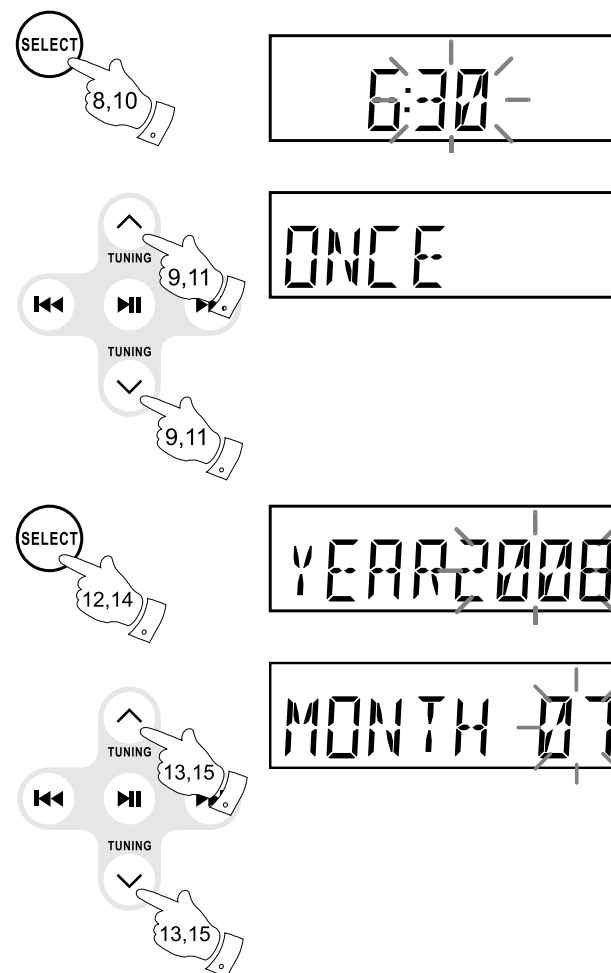 SELECT
8,10
6:30
TUNING
9,11
ONCE
TUNING
9,11
SELECT
12,14
YEAR2008
TUNING
13,15
MONTH 07
TUNING
13,15